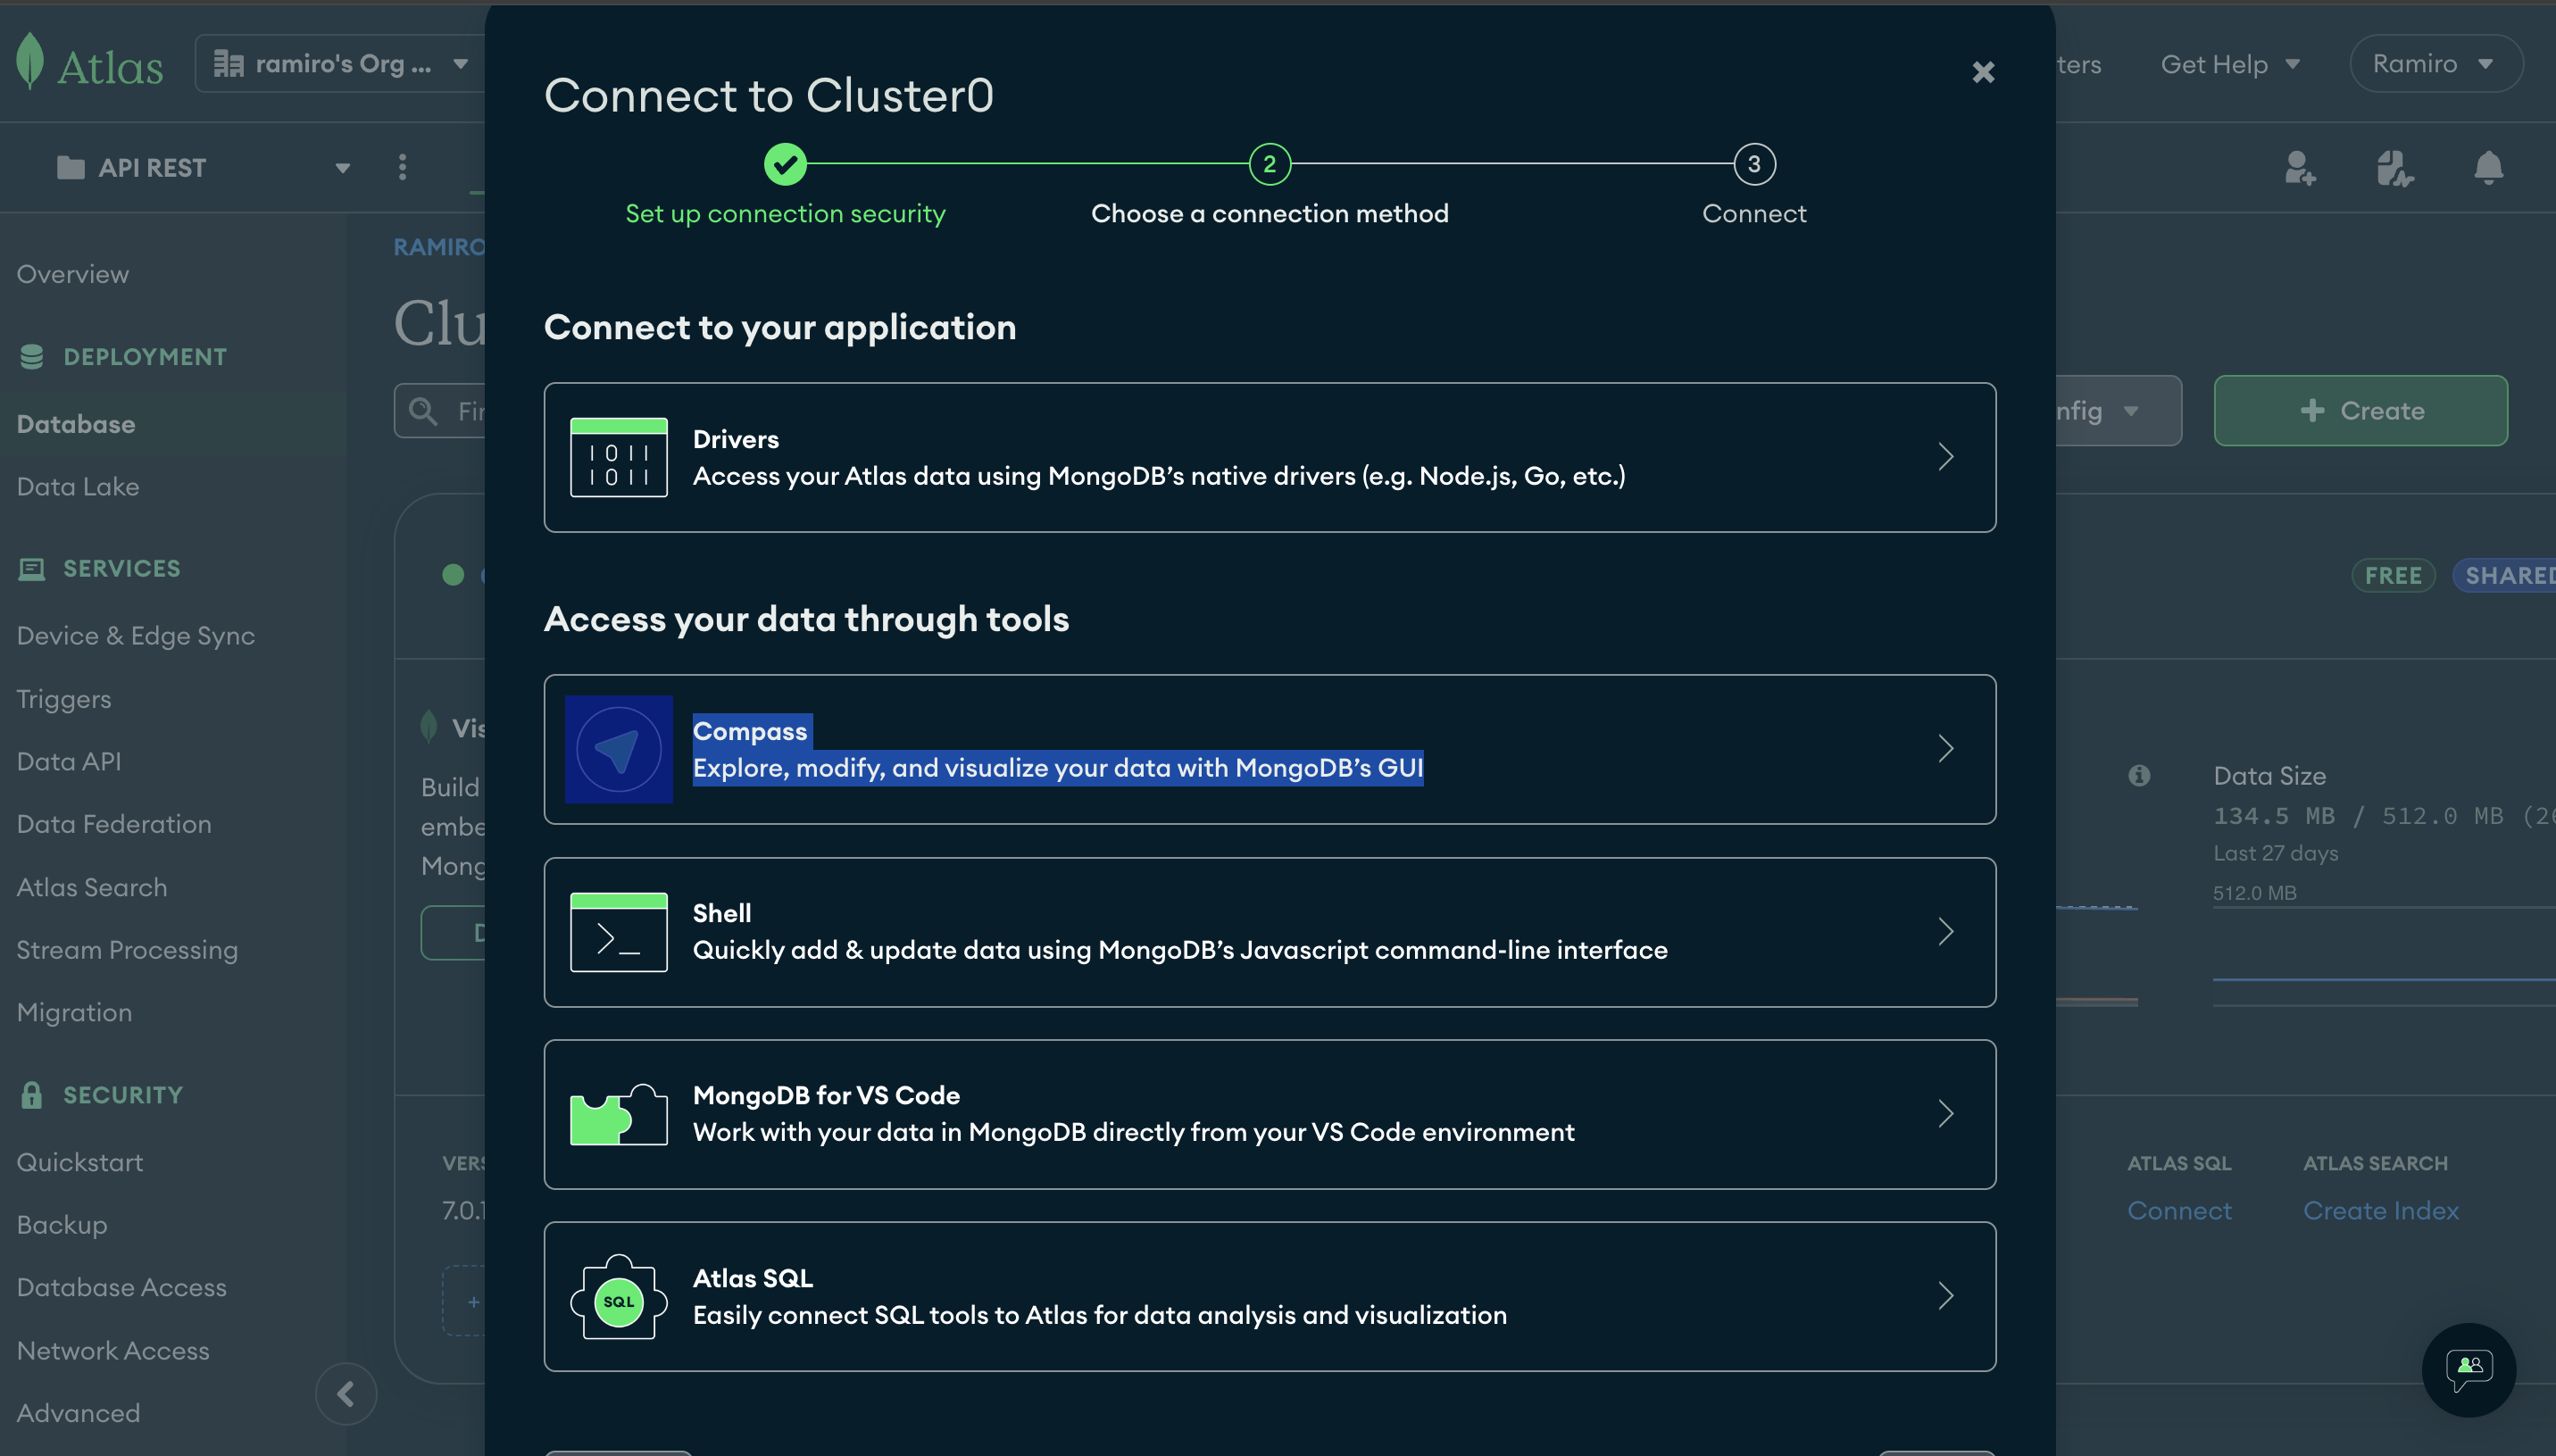 Atlas
ramiro's Org ...
ters
Get Help
Ramiro
API REST
Overview
DEPLOYMENT
Database
Data Lake
SERVICES
Device & Edge Sync
Triggers
Data API
Data Federation
Atlas Search
Stream Processing
Migration
SECURITY
Quickstart
Backup
Database Access
Network Access
Advanced
RAMIRO
Clu
Vis
Build
embe
Mong
VERS
7.0.1
+
Connect to Cluster0
2
3
Set up connection security
Choose a connection method
Connect
Connect to your application
1011
1011
Drivers
Access your Atlas data using MongoDB’s native drivers (e.g. Node.js, Go, etc.)
Access your data through tools
Compass
Explore, modify, and visualize your data with MongoDB’s GUI
>_
Shell
Quickly add & update data using MongoDB’s Javascript command-line interface
MongoDB for VS Code
Work with your data in MongoDB directly from your VS Code environment
SQL
Atlas SQL
Easily connect SQL tools to Atlas for data analysis and visualization
nfig
+ Create
FREE
SHARED
Data Size
134.5 MB / 512.0 MB
Last 27 days
512.0 MB
ATLAS SQL
ATLAS SEARCH
Connect
Create Index